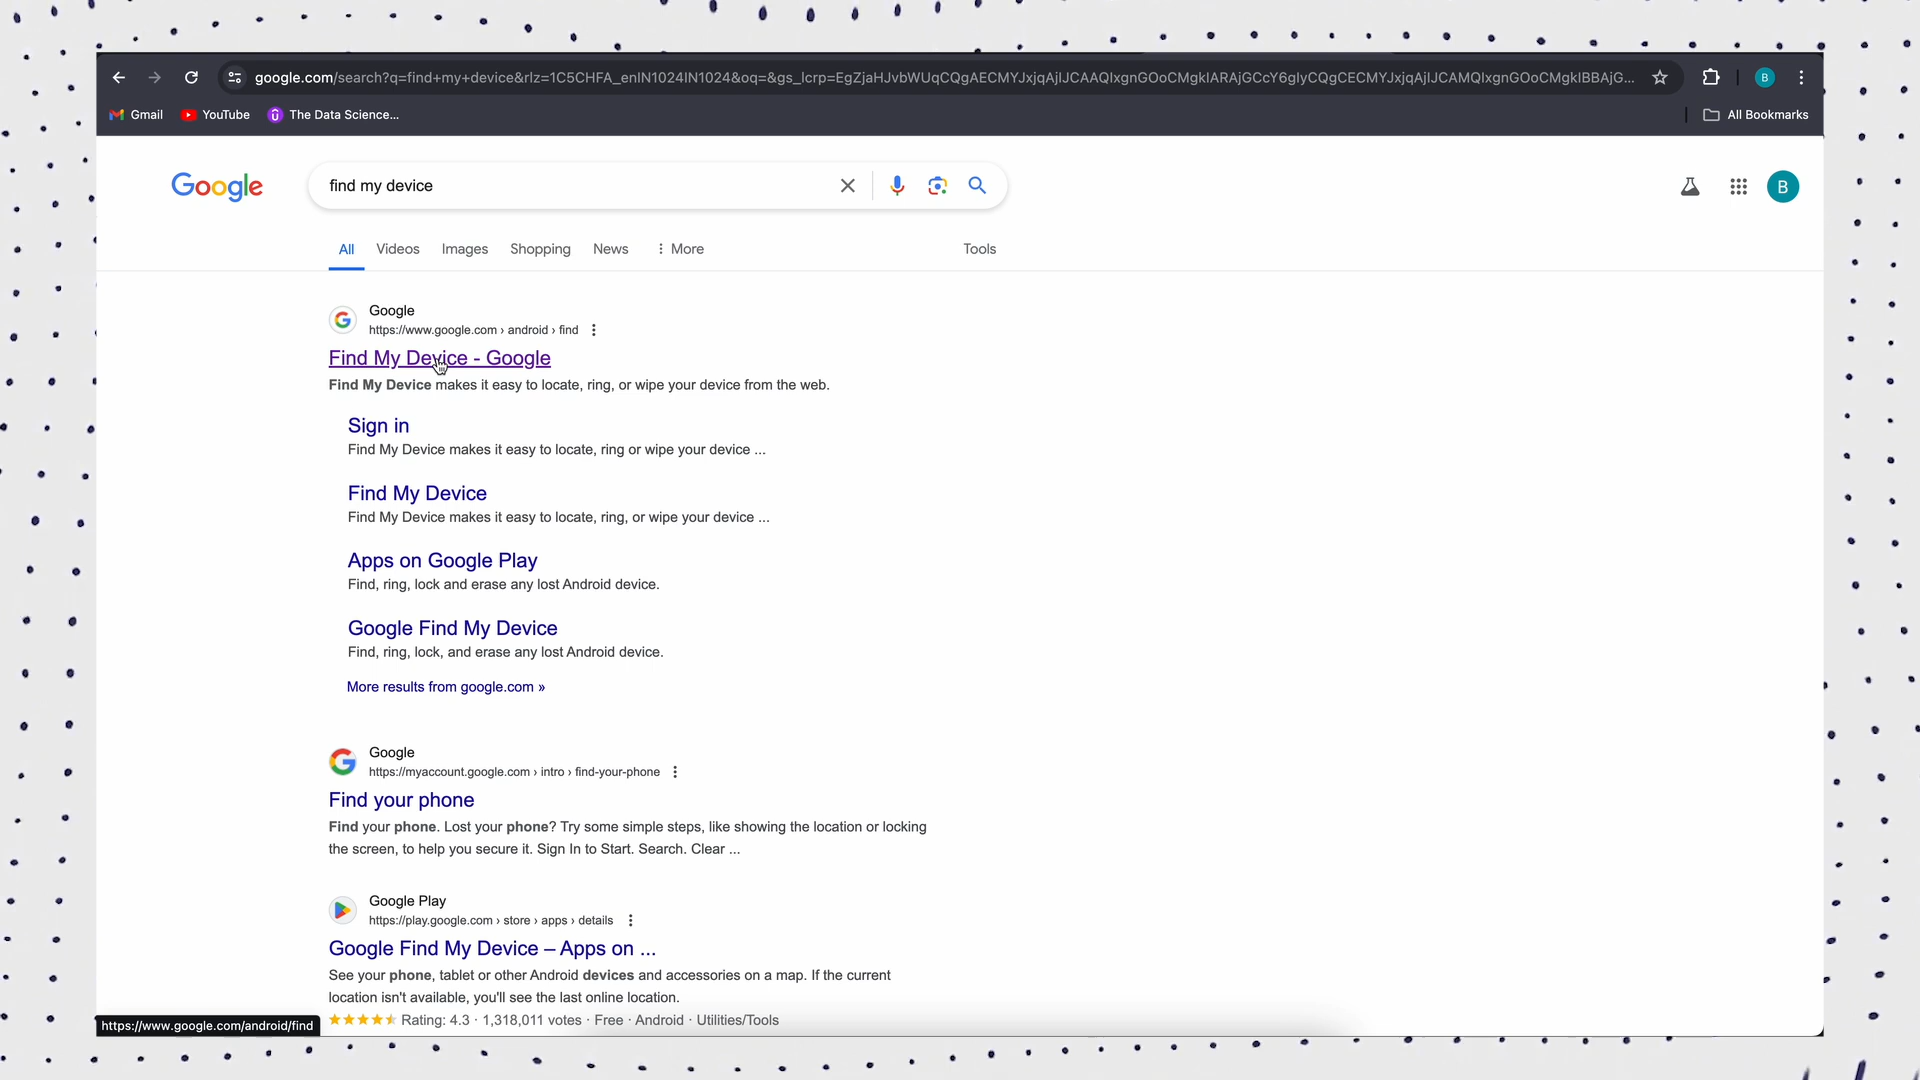 google.com/search?q=find+my+device&rlz=1C5CHFA_enIN1024IN1024&oq=&gs_lcrp=
Gmail YouTube The Data Science... All Bookmarks
Google find my device B
All Videos Images Shopping News More Tools
Google
https://www.google.com › android › find
Find My Device - Google
Find My Device makes it easy to locate, ring, or wipe your device from the web.
Sign in
Find My Device makes it easy to locate, ring or wipe your device ...
Find My Device
Find My Device makes it easy to locate, ring, or wipe your device ...
Apps on Google Play
Find, ring, lock and erase any lost Android device.
Google Find My Device
Find, ring, lock, and erase any lost Android device.
More results from google.com »
Google
https://myaccount.google.com › intro › find-your-phone
Find your phone
Find your phone. Lost your phone? Try some simple steps, like showing the location or locking
the screen, to help you secure it. Sign In to Start. Search. Clear ...
Google Play
https://play.google.com › store › apps › details
Google Find My Device – Apps on ...
See your phone, tablet or other Android devices and accessories on a map. If the current
location isn't available, you'll see the last online location.
Rating: 4.3 · 1,318,011 votes · Free · Android · Utilities/Tools
https://www.google.com/android/find